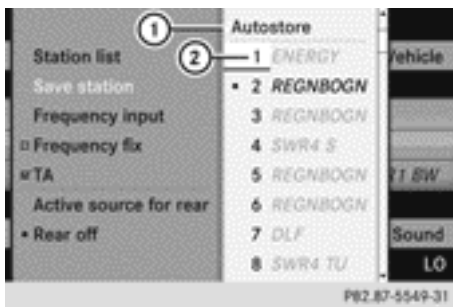 1 Autostore
Station list 2 1 ENERGY Vehicle
Save station • 2 REGNBOGN
Frequency input 3 REGNBOGN
Frequency fix 4 SWR4 S
TA 5 REGNBOGN R1 BW
Active source for rear 6 REGNBOGN
• Rear off 7 DLF Sound
8 SWR4 TU LO
P82.87-5549-31